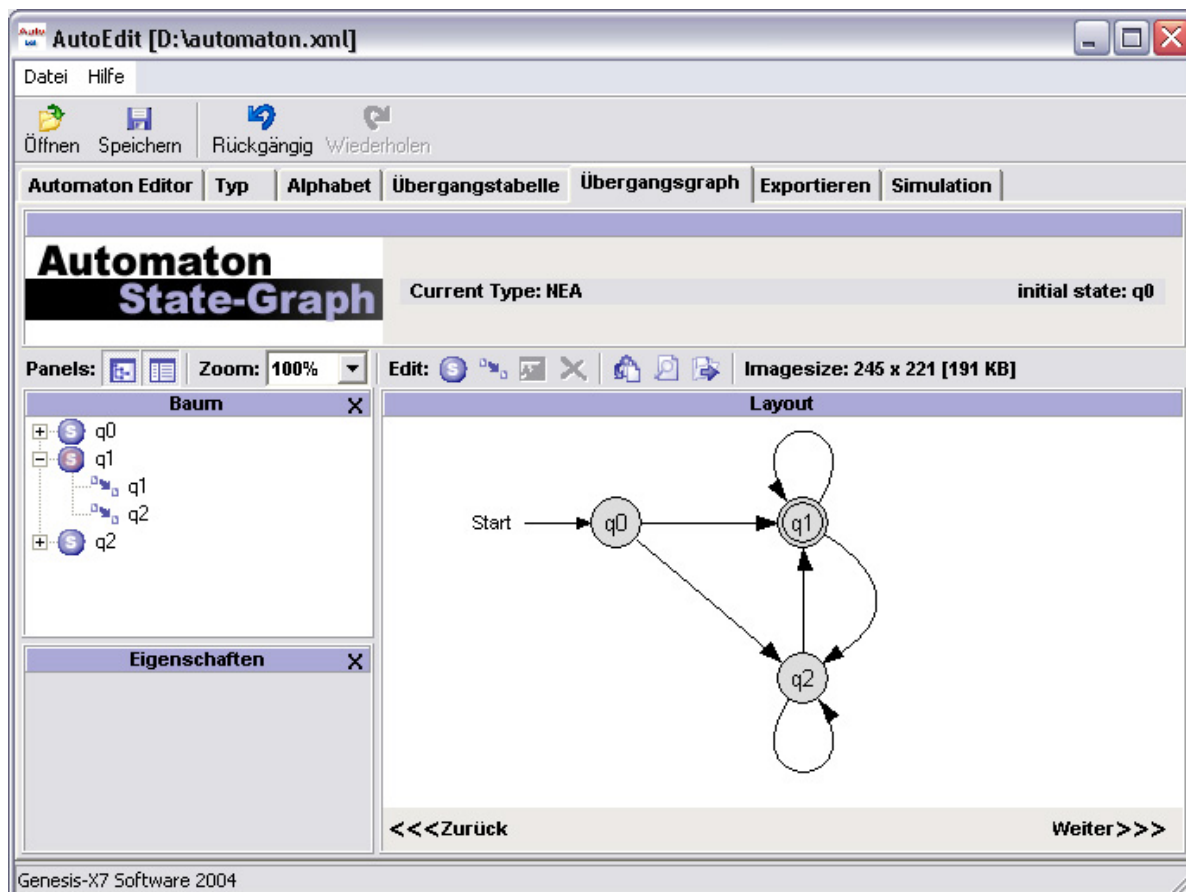 AutoEdit [D:\automaton.xml]
Datei Hilfe
Öffnen Speichern Rückgängig Wiederholen
Automaton Editor Typ Alphabet Übergangstabelle Übergangsgraph Exportieren Simulation
Automaton
State-Graph
Current Type: NEA initial state: q0
Panels: Zoom: 100% Edit: Imagesize: 245 x 221 [191 KB]
Baum X
q0
q1
q1
q2
q2
Eigenschaften X
Layout
Start
q0
q1
q2
<<<Zurück Weiter>>>
Genesis-X7 Software 2004